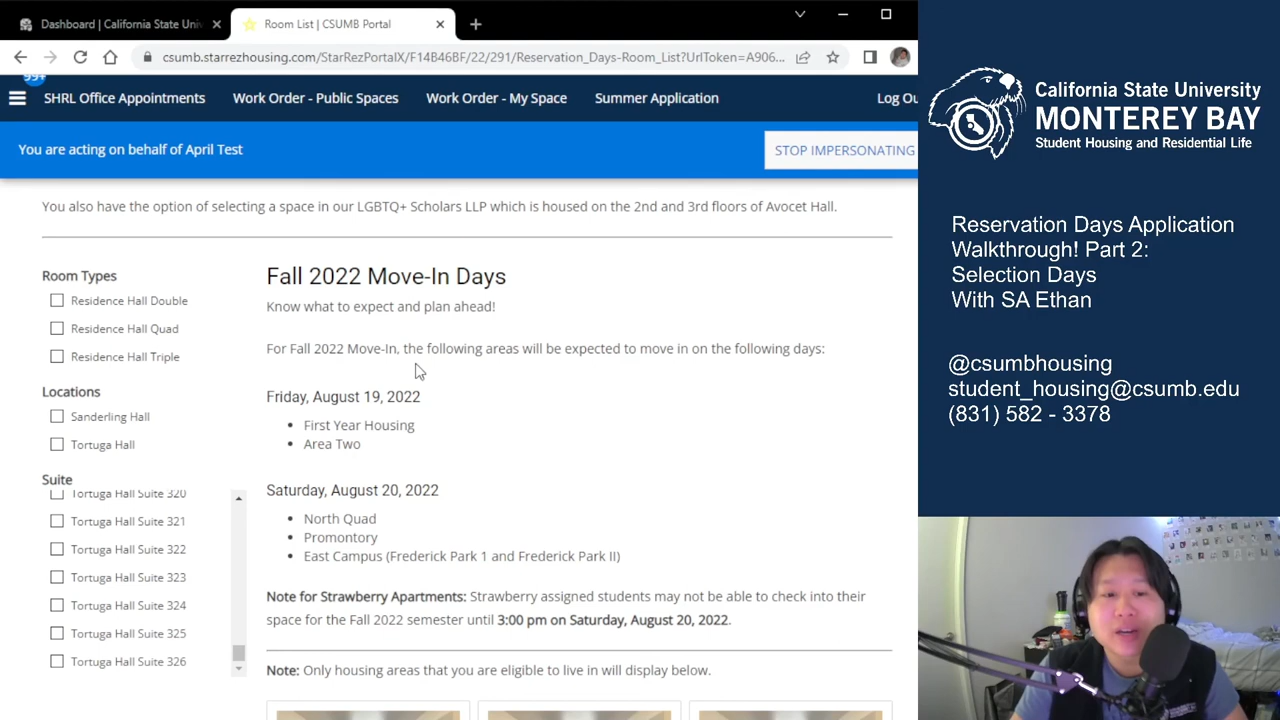 Dashboard | California State Univ
Room List | CSUMB Portal
csumb.starrezhousing.com/StarRezPortalX/F14B46BF/22/291/Reservation_Days-Room_List?UrlToken=A906...
99+
SHRL Office Appointments
Work Order - Public Spaces
Work Order - My Space
Summer Application
Log Ou
You are acting on behalf of April Test
STOP IMPERSONATING
You also have the option of selecting a space in our LGBTQ+ Scholars LLP which is housed on the 2nd and 3rd floors of Avocet Hall.
Room Types
Residence Hall Double
Residence Hall Quad
Residence Hall Triple
Locations
Sanderling Hall
Tortuga Hall
Suite
Tortuga Hall Suite 320
Tortuga Hall Suite 321
Tortuga Hall Suite 322
Tortuga Hall Suite 323
Tortuga Hall Suite 324
Tortuga Hall Suite 325
Tortuga Hall Suite 326
Fall 2022 Move-In Days
Know what to expect and plan ahead!
For Fall 2022 Move-In, the following areas will be expected to move in on the following days:
Friday, August 19, 2022
First Year Housing
Area Two
Saturday, August 20, 2022
North Quad
Promontory
East Campus (Frederick Park 1 and Frederick Park II)
Note for Strawberry Apartments: Strawberry assigned students may not be able to check into their
space for the Fall 2022 semester until 3:00 pm on Saturday, August 20, 2022.
Note: Only housing areas that you are eligible to live in will display below.
California State University
MONTEREY BAY
Student Housing and Residential Life
Reservation Days Application
Walkthrough! Part 2:
Selection Days
With SA Ethan
@csumbhousing
student_housing@csumb.edu
(831) 582 - 3378